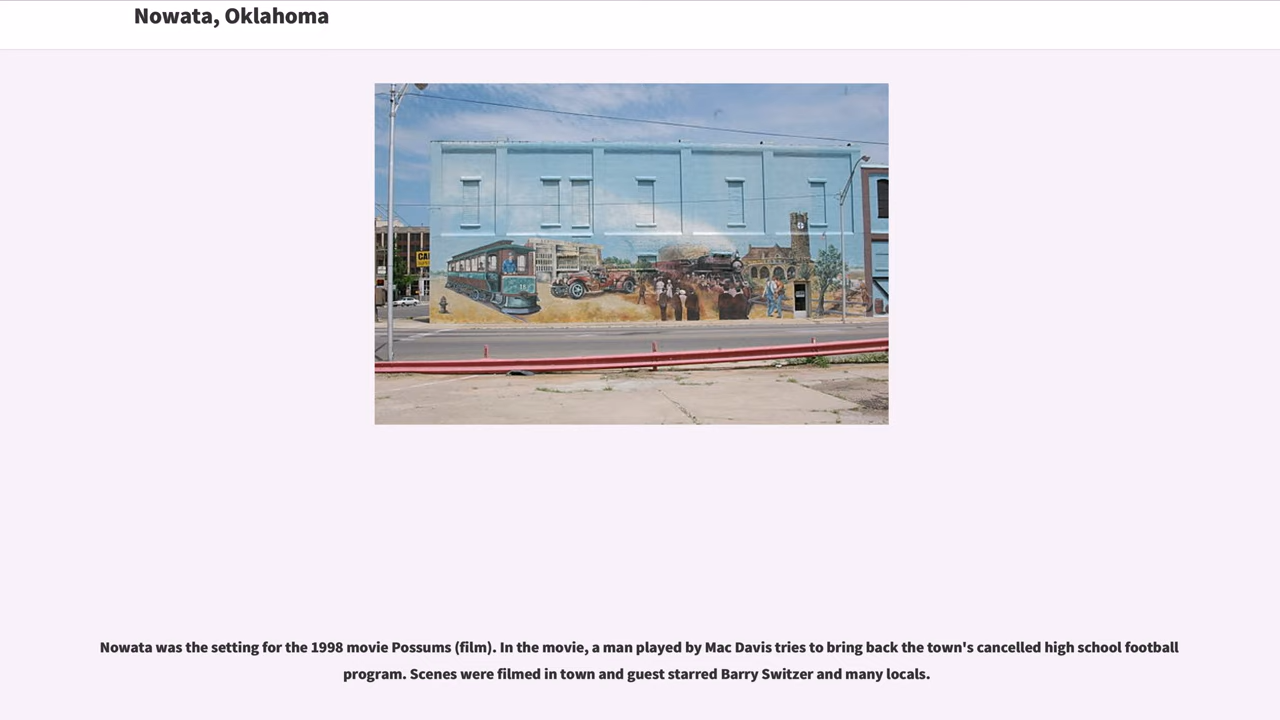 Nowata, Oklahoma
Nowata was the setting for the 1998 movie Possums (film). In the movie, a man played by Mac Davis tries to bring back the town's cancelled high school football
program. Scenes were filmed in town and guest starred Barry Switzer and many locals.